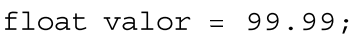 float valor = 99.99;